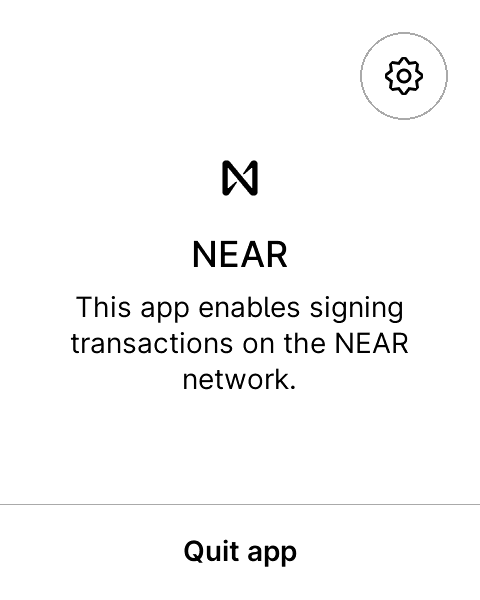 NEAR
This app enables signing
transactions on the NEAR
network.
Quit app